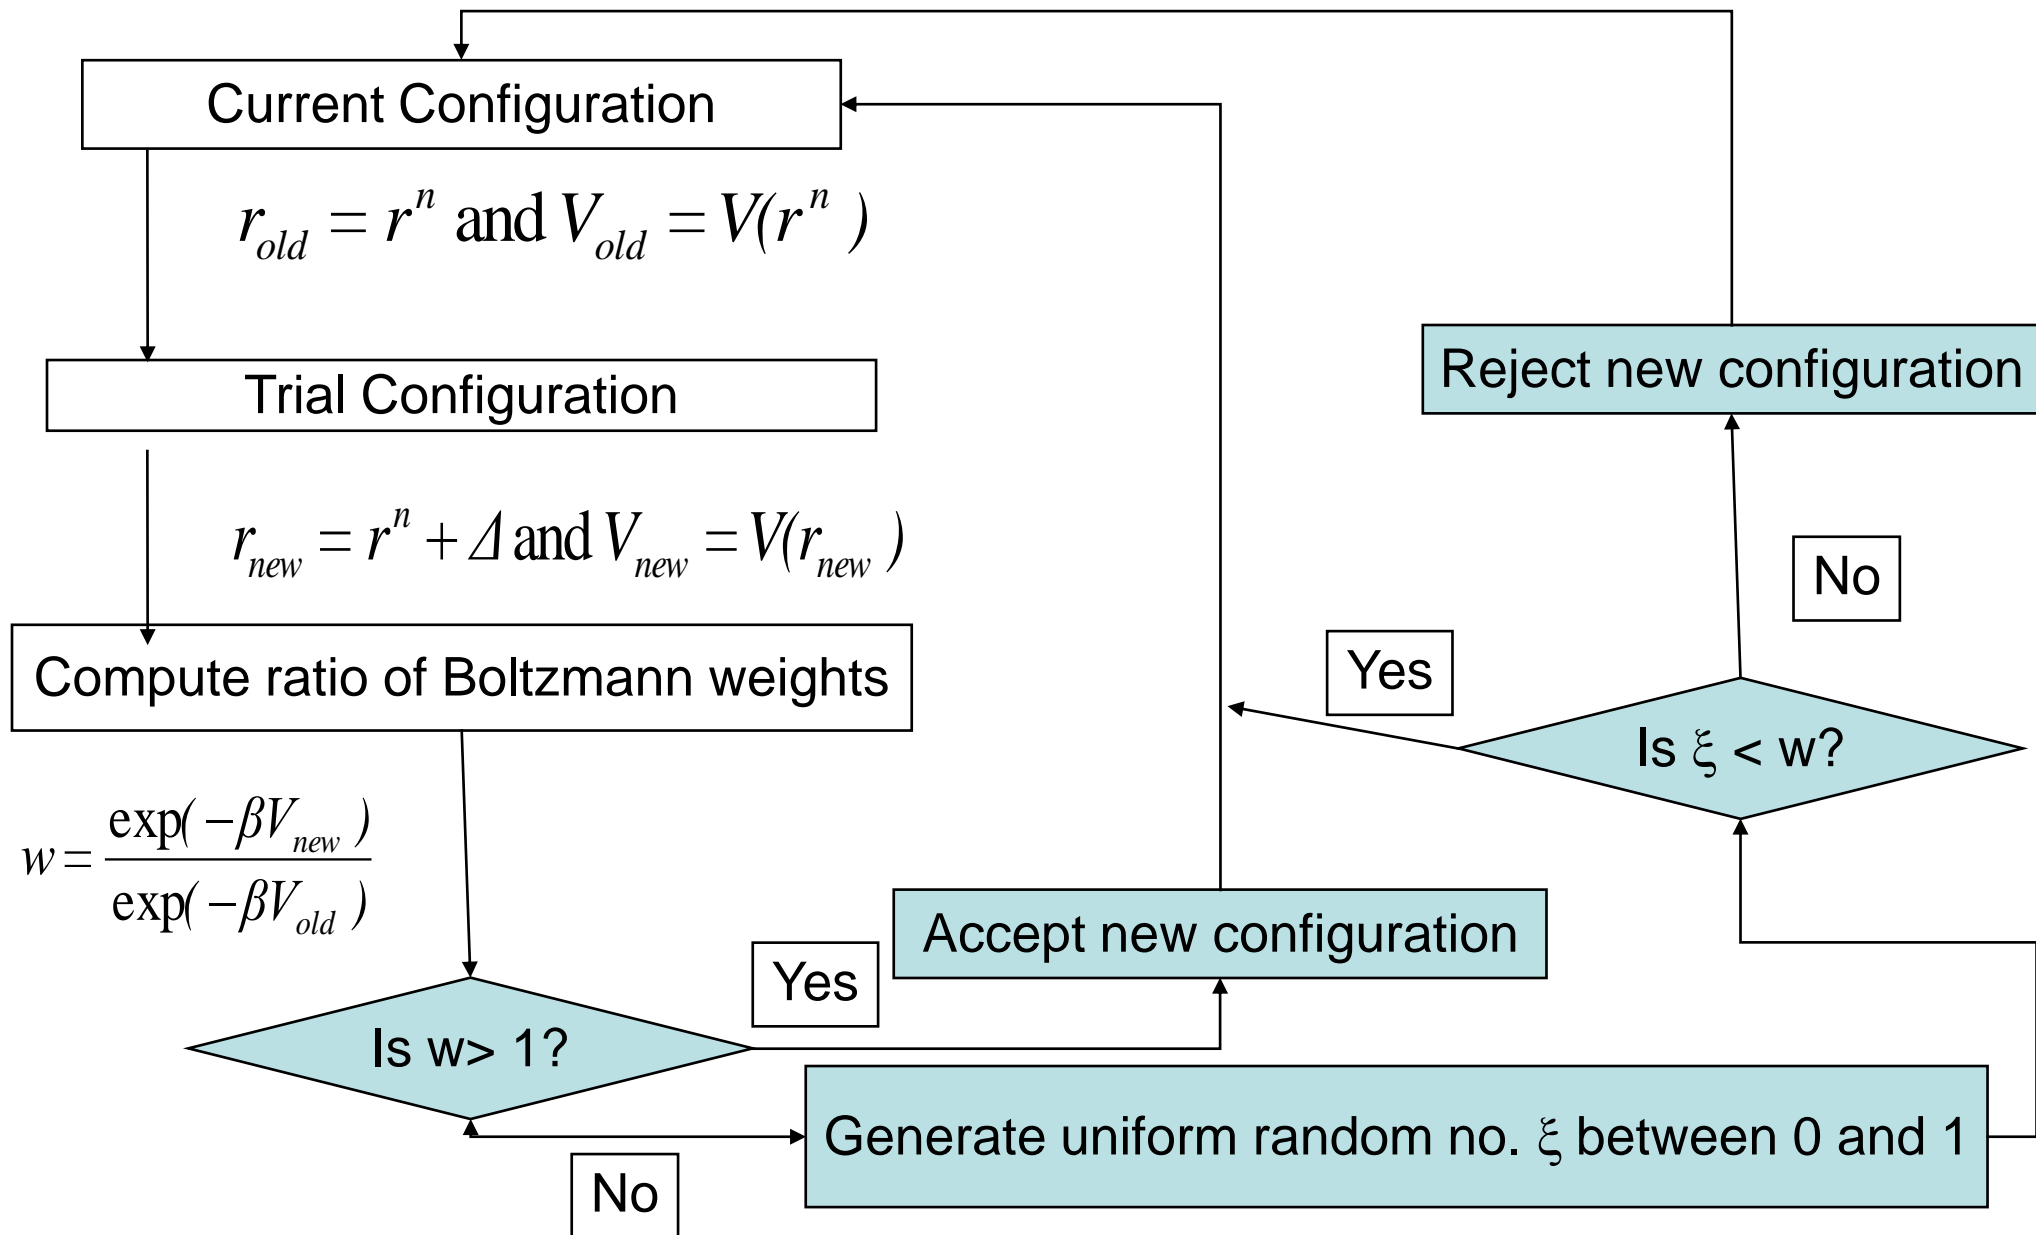 Current Configuration
r_old = r^n and V_old = V(r^n )
Trial Configuration
r_new = r^n + Δ and V_new = V(r_new )
Compute ratio of Boltzmann weights
w = exp( −βV_new ) / exp( −βV_old )
Is w> 1?
Yes
No
Accept new configuration
Generate uniform random no. ξ between 0 and 1
Is ξ < w?
Yes
No
Reject new configuration